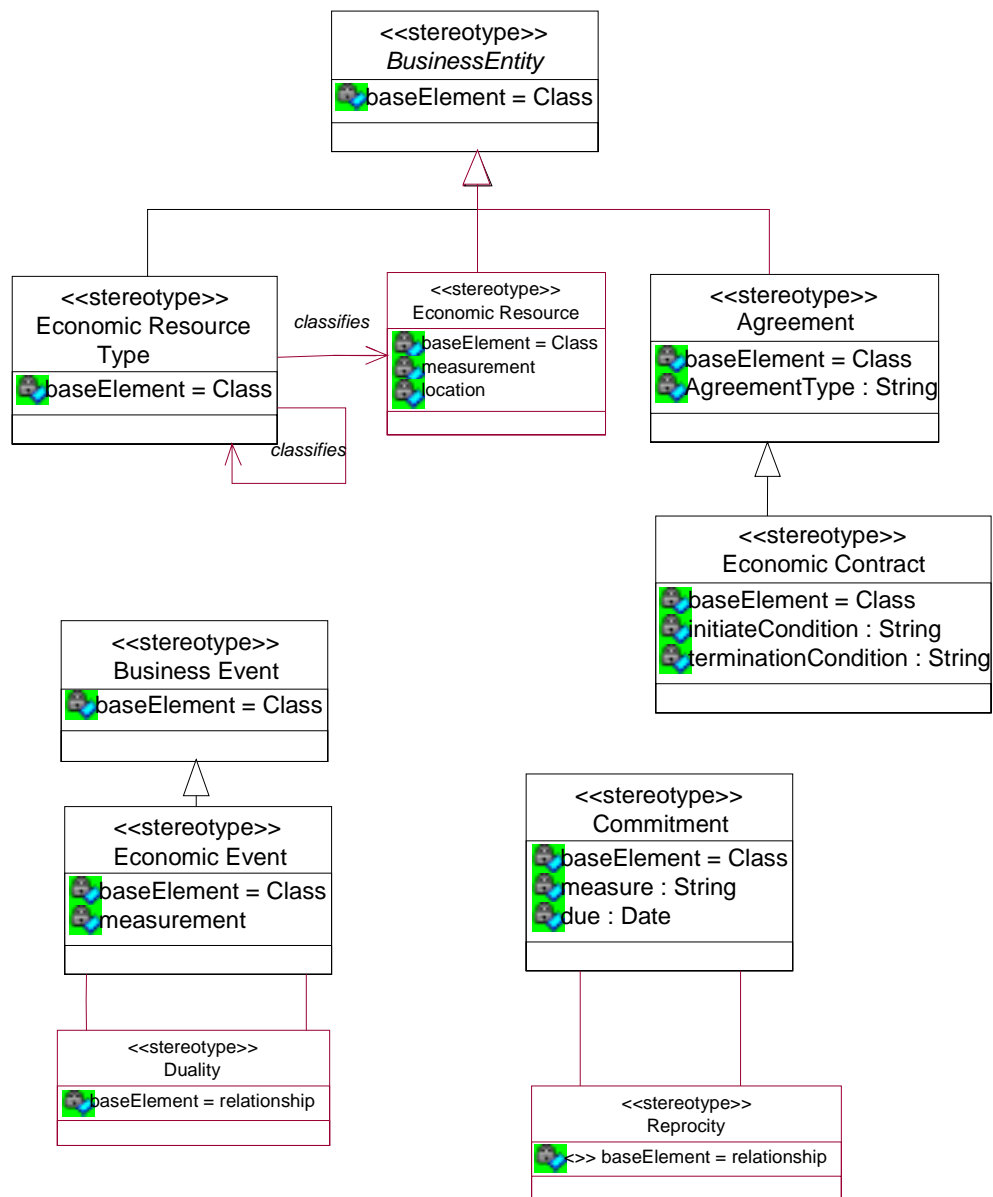 <<stereotype>>
BusinessEntity
baseElement = Class
<<stereotype>>
Economic Resource
Type
baseElement = Class
classifies
classifies
<<stereotype>>
Economic Resource
baseElement = Class
measurement
location
<<stereotype>>
Agreement
baseElement = Class
AgreementType : String
<<stereotype>>
Economic Contract
baseElement = Class
initiateCondition : String
terminationCondition : String
<<stereotype>>
Business Event
baseElement = Class
<<stereotype>>
Economic Event
baseElement = Class
measurement
<<stereotype>>
Duality
baseElement = relationship
<<stereotype>>
Commitment
baseElement = Class
measure : String
due : Date
<<stereotype>>
Reprocity
<>> baseElement = relationship